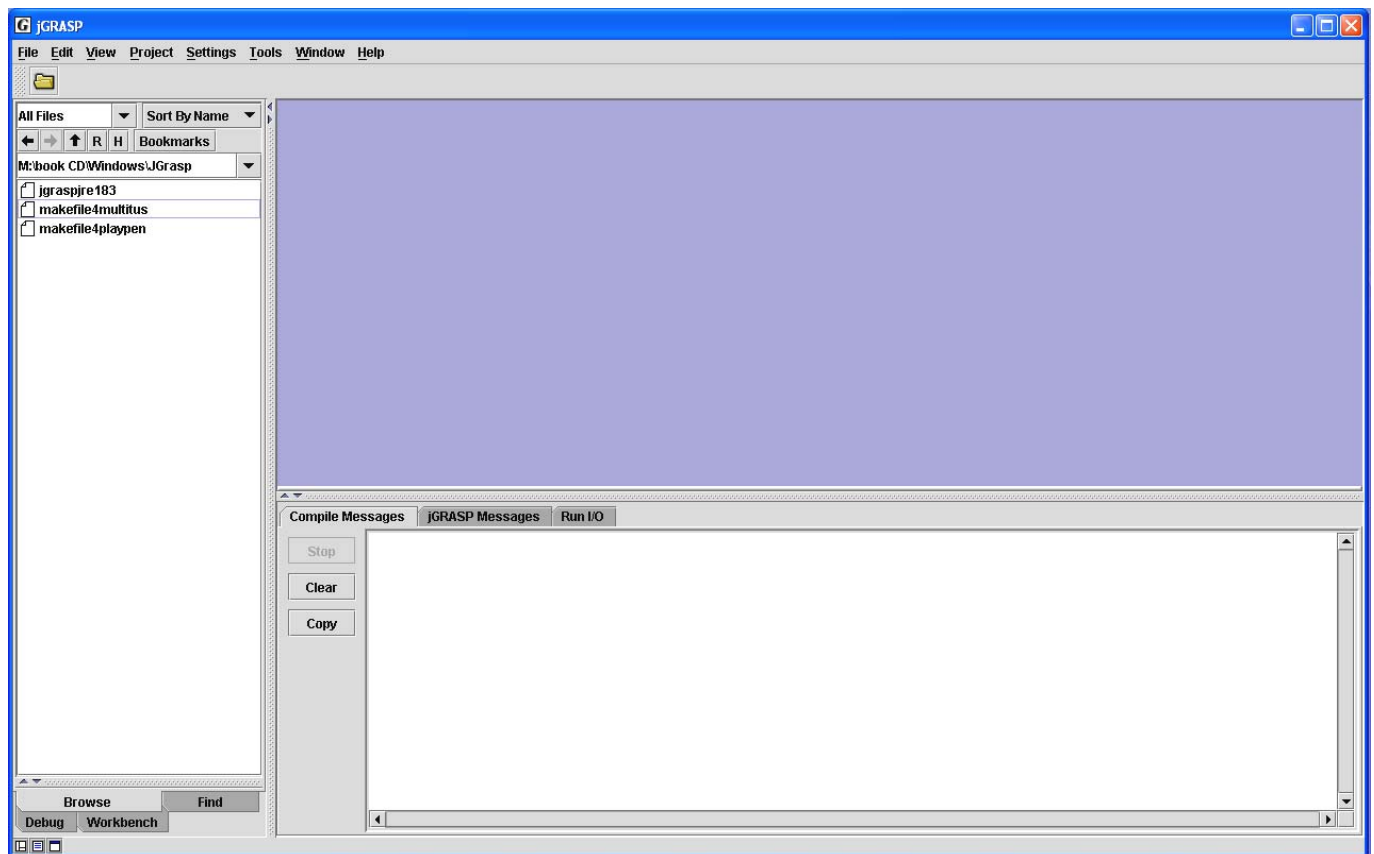 G jGRASP
File Edit View Project Settings Tools Window Help
All Files Sort By Name
R H Bookmarks
M:\book CD\Windows\JGrasp
jgraspjre183
makefile4multitus
makefile4playpen
Compile Messages jGRASP Messages Run I/O
Stop
Clear
Copy
Browse Find
Debug Workbench